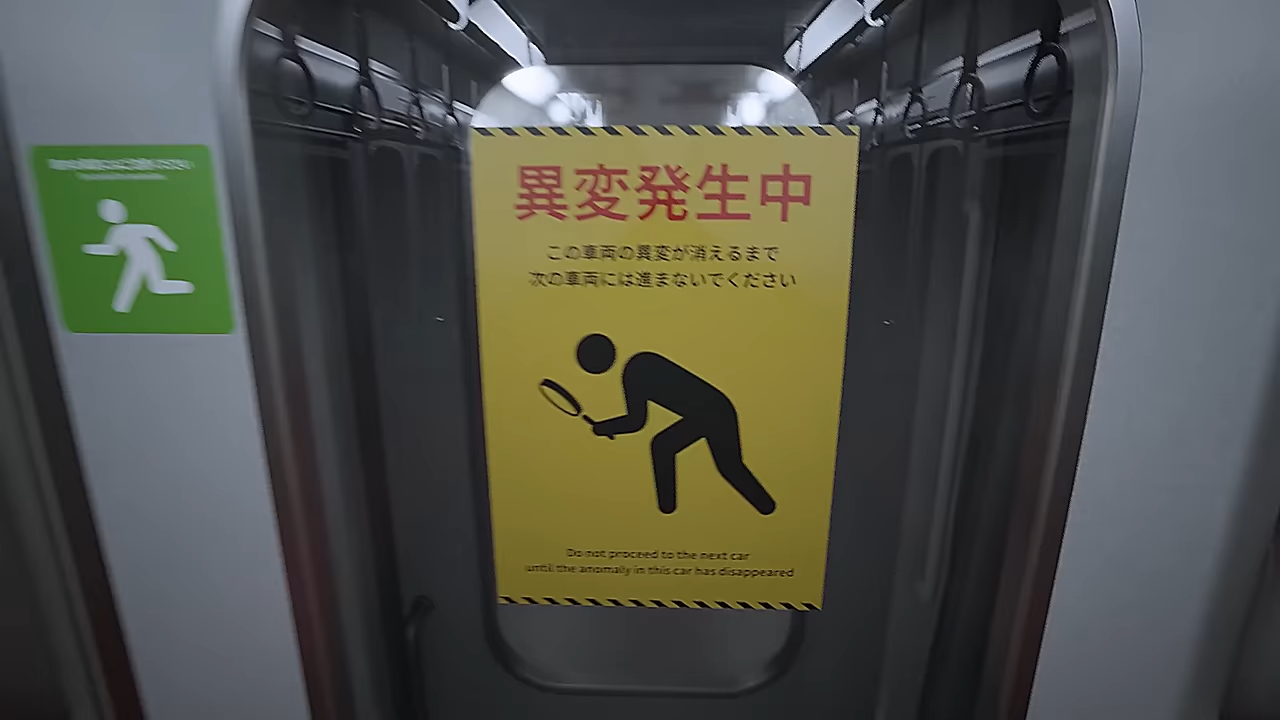 異変発生中
この車両の異変が消えるまで
次の車両には進まないでください
Do not proceed to the next car
until the anomaly in this car has disappeared